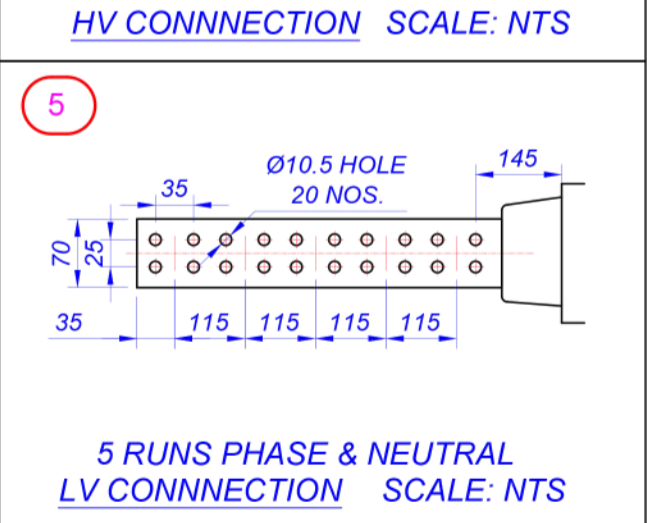 HV CONNNECTION SCALE: NTS
5
145
Ø10.5 HOLE
35
20 NOS.
70
25
35
115 115 115 115
5 RUNS PHASE & NEUTRAL
LV CONNNECTION SCALE: NTS